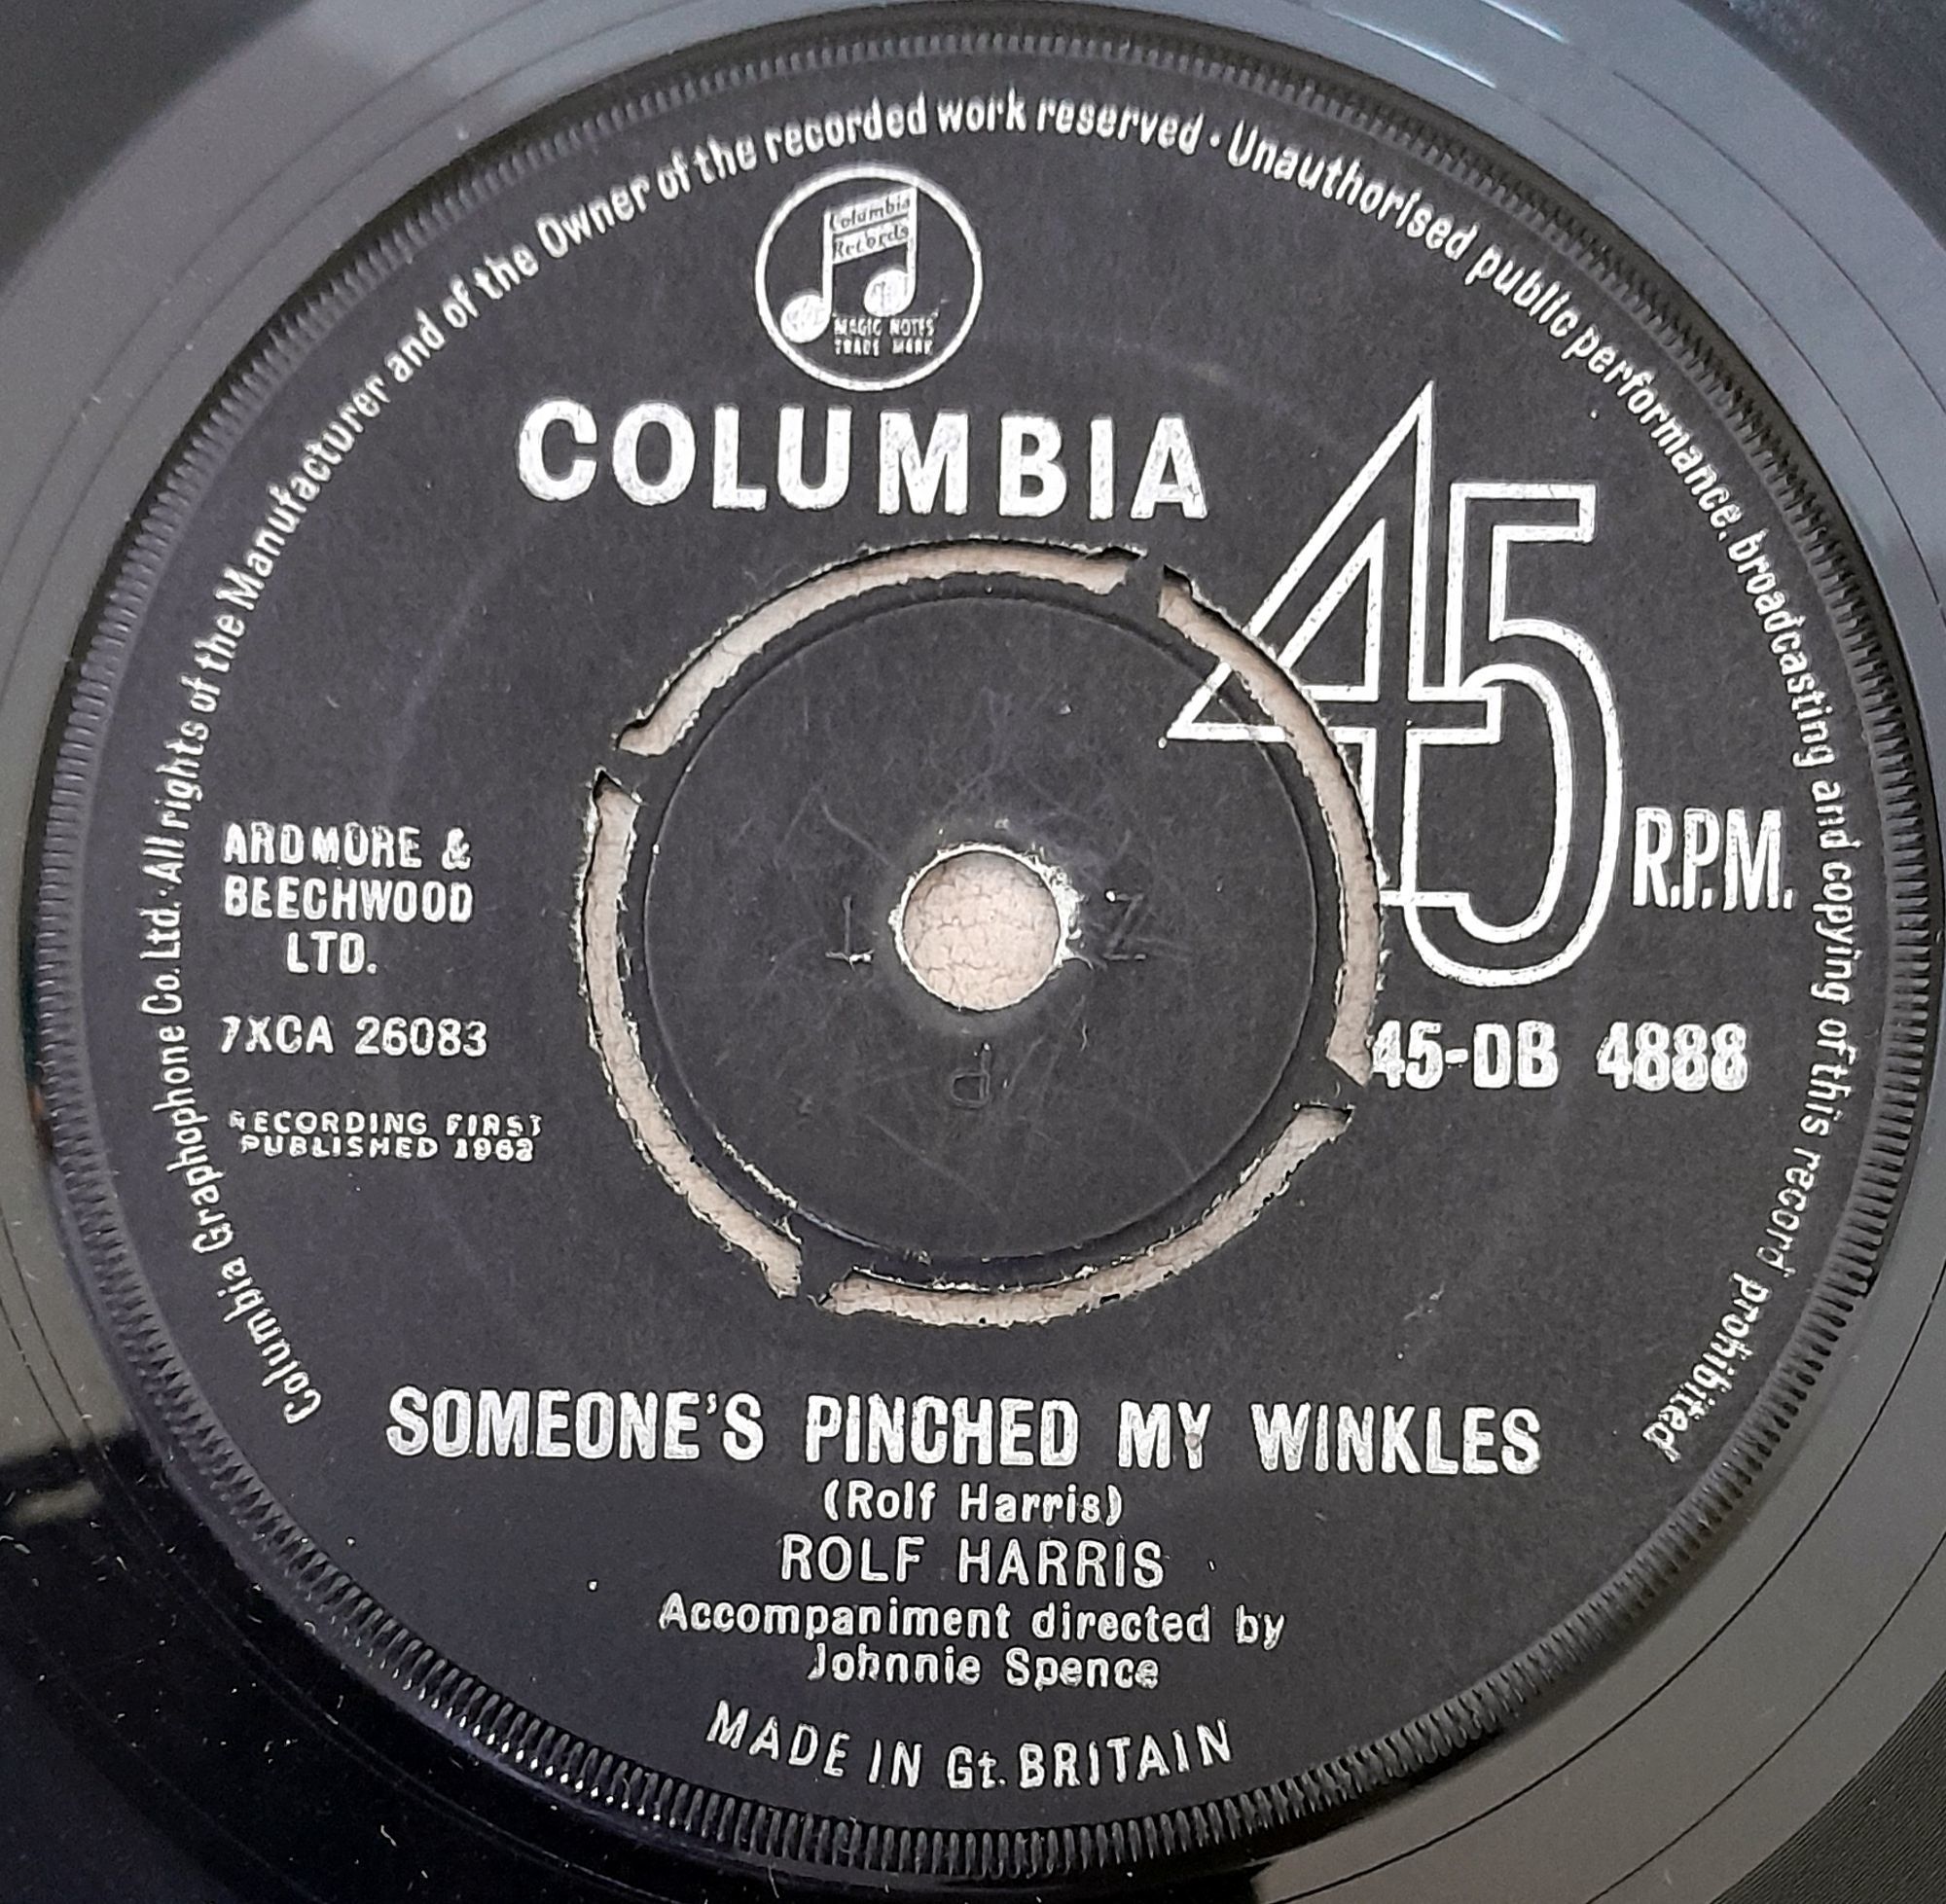 Columbia Graphophone Co. Ltd. · All rights of the Manufacturer and of the Owner of the recorded work reserved · Unauthorised public performance, broadcasting and copying of this record prohibited
Columbia
Records
"MAGIC NOTES"
TRADE MARK
COLUMBIA
45 R.P.M.
ARDMORE &
BEECHWOOD
LTD.
7XCA 26083
45-DB 4888
RECORDING FIRST
PUBLISHED 1962
T Z
P
SOMEONE'S PINCHED MY WINKLES
(Rolf Harris)
ROLF HARRIS
Accompaniment directed by
Johnnie Spence
MADE IN Gt. BRITAIN